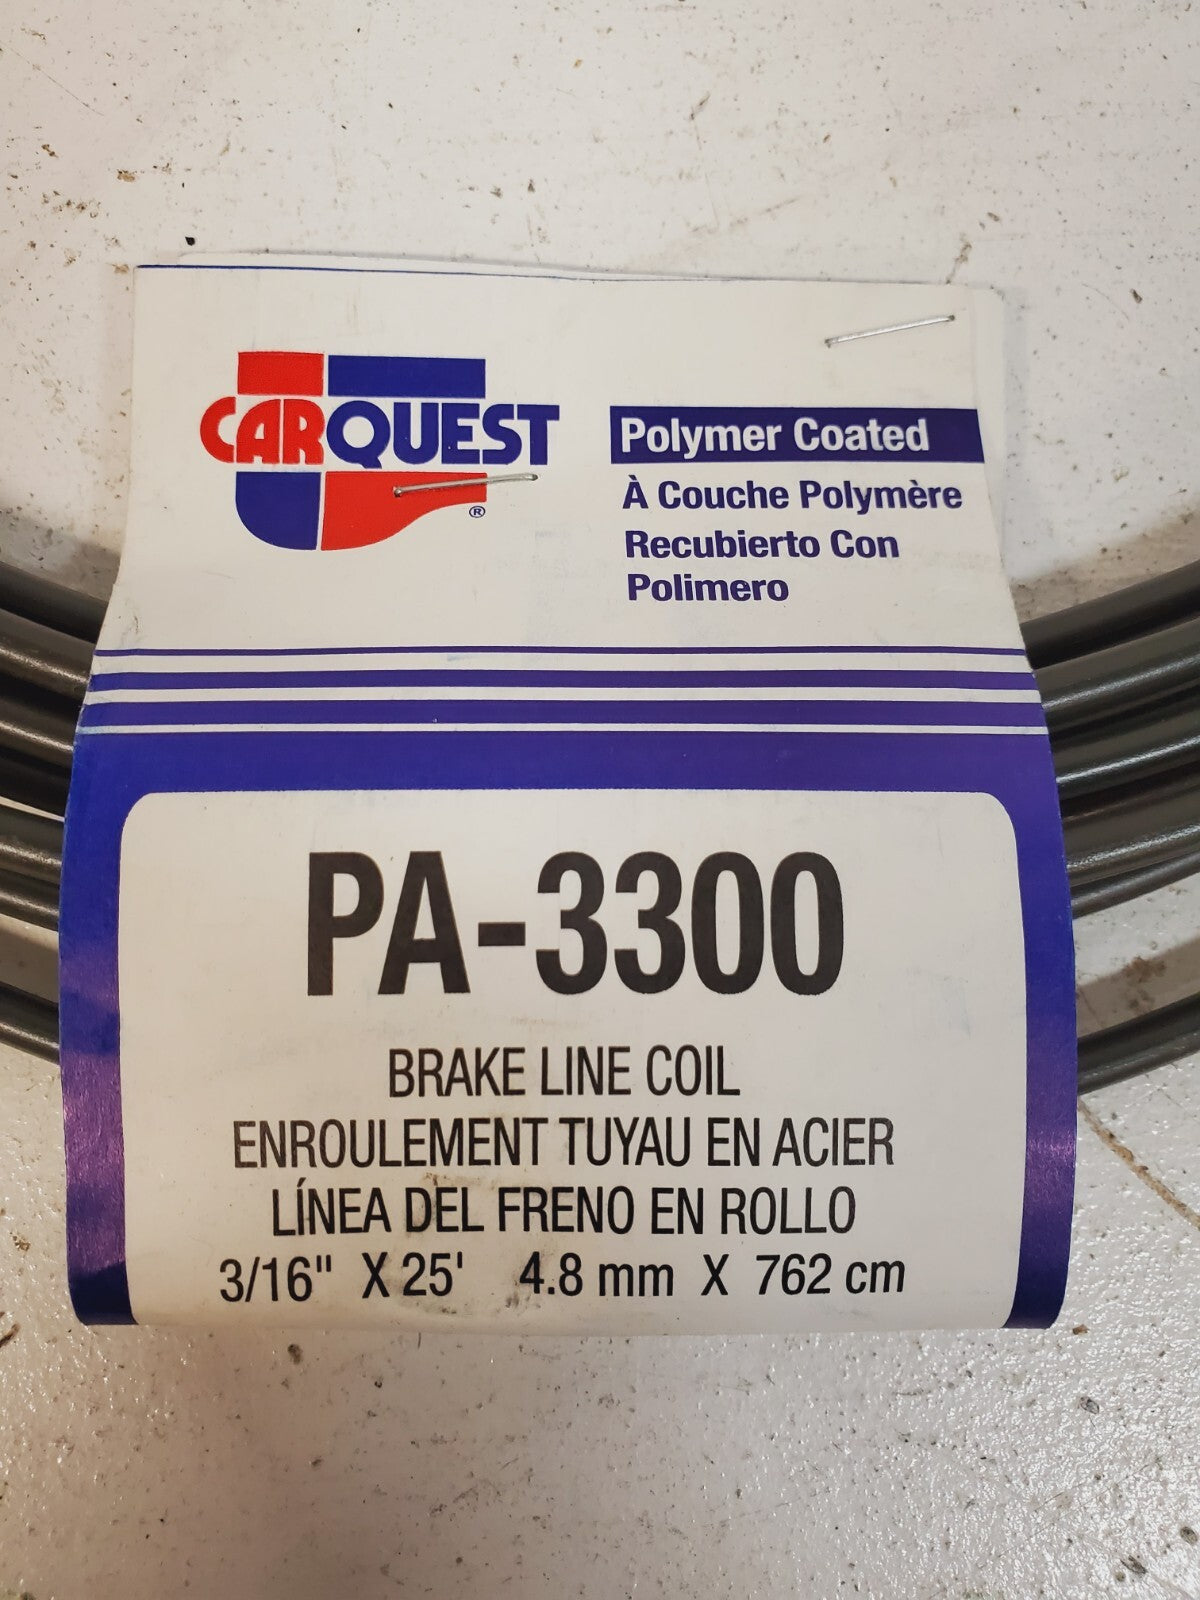 CARQUEST
®
Polymer Coated
À Couche Polymère
Recubierto Con
Polimero
PA-3300
BRAKE LINE COIL
ENROULEMENT TUYAU EN ACIER
LÍNEA DEL FRENO EN ROLLO
3/16" X 25' 4.8 mm X 762 cm